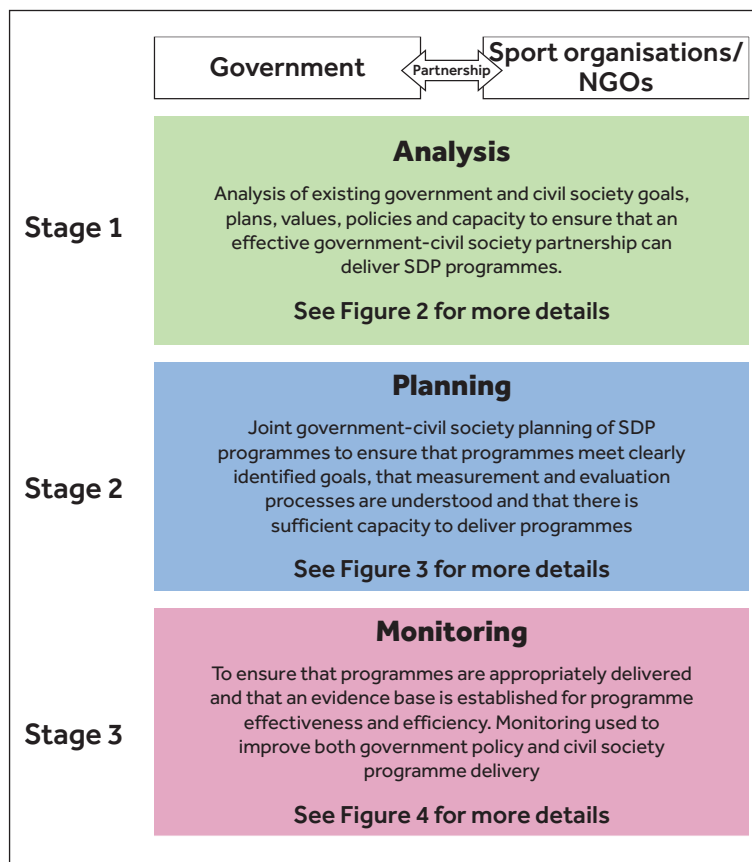 Government
Partnership
Sport organisations/
NGOs
Stage 1
Analysis
Analysis of existing government and civil society goals,
plans, values, policies and capacity to ensure that an
effective government-civil society partnership can
deliver SDP programmes.
See Figure 2 for more details
Stage 2
Planning
Joint government-civil society planning of SDP
programmes to ensure that programmes meet clearly
identified goals, that measurement and evaluation
processes are understood and that there is
sufficient capacity to deliver programmes
See Figure 3 for more details
Stage 3
Monitoring
To ensure that programmes are appropriately delivered
and that an evidence base is established for programme
effectiveness and efficiency. Monitoring used to
improve both government policy and civil society
programme delivery
See Figure 4 for more details